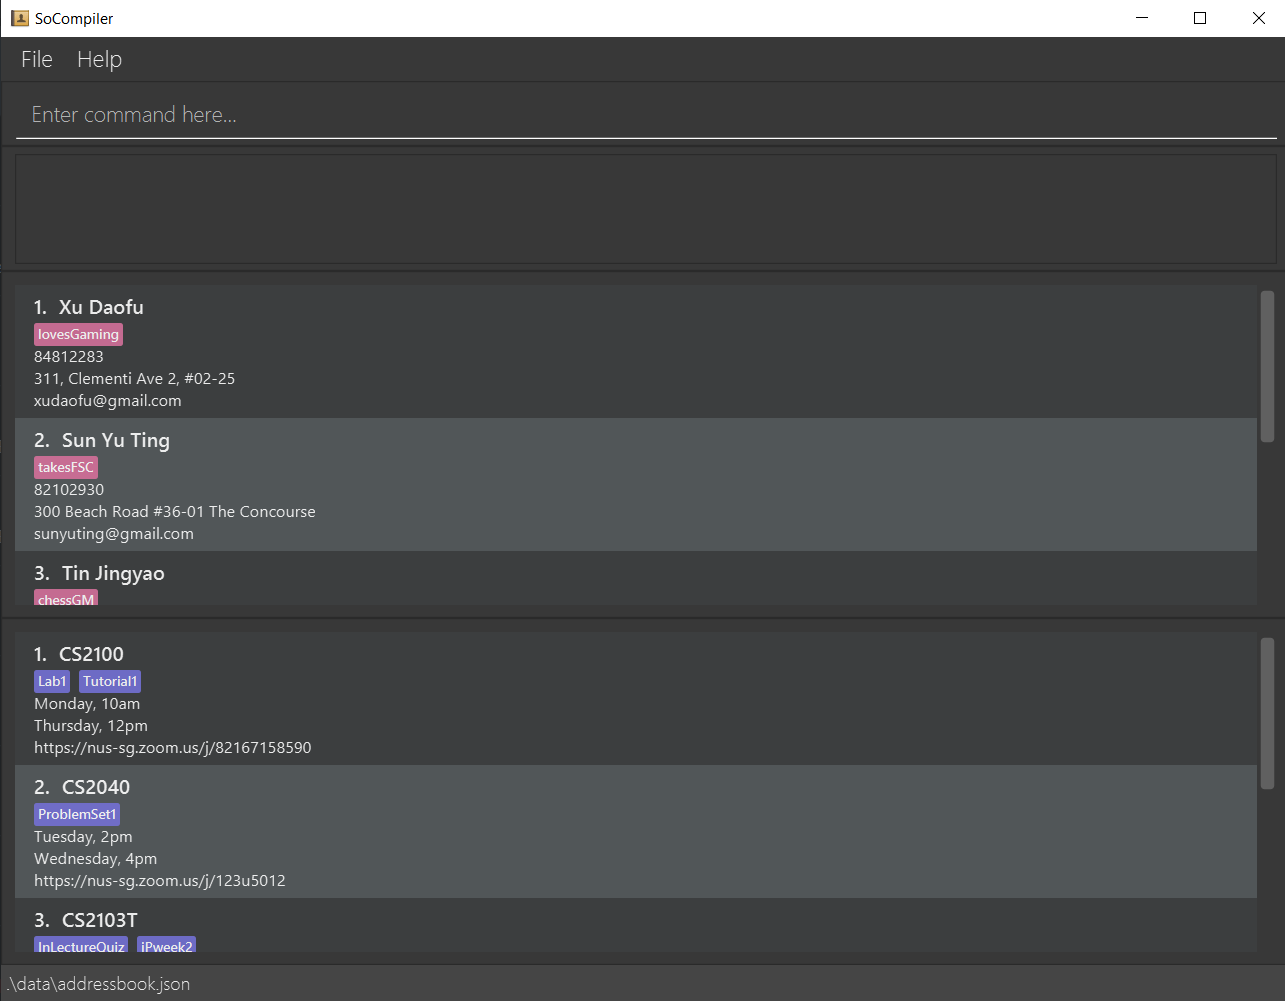 SoCompiler
File Help
Enter command here...
1. Xu Daofu
lovesGaming
84812283
311, Clementi Ave 2, #02-25
xudaofu@gmail.com
2. Sun Yu Ting
takesFSC
82102930
300 Beach Road #36-01 The Concourse
sunyuting@gmail.com
3. Tin Jingyao
chessGM
1. CS2100
Lab1 Tutorial1
Monday, 10am
Thursday, 12pm
https://nus-sg.zoom.us/j/82167158590
2. CS2040
ProblemSet1
Tuesday, 2pm
Wednesday, 4pm
https://nus-sg.zoom.us/j/123u5012
3. CS2103T
InLectureQuiz iPweek2
.\data\addressbook.json